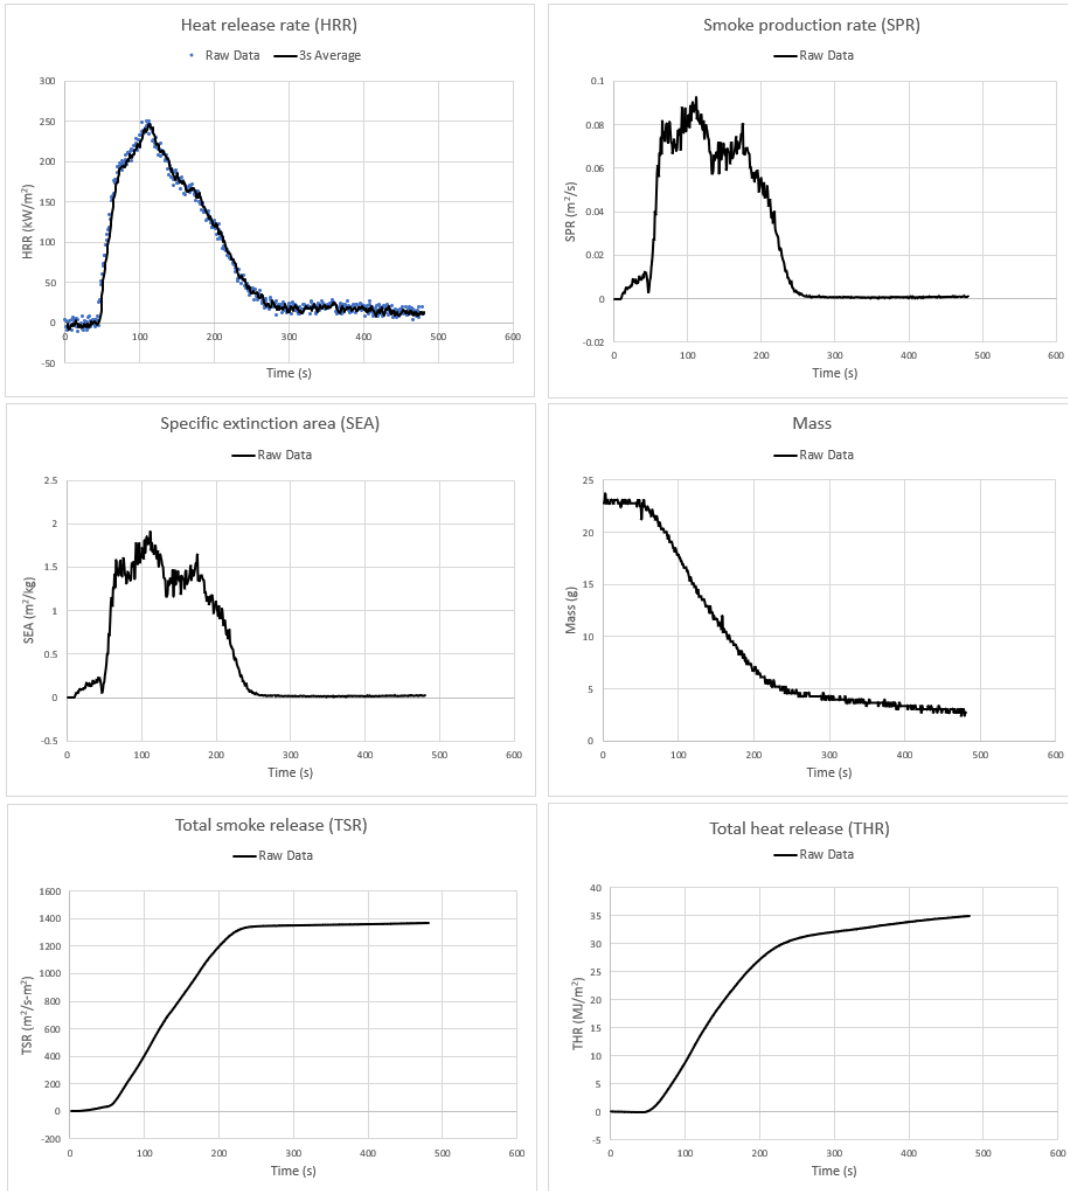 Heat release rate (HRR)
Raw Data 3s Average
300
250
200
150
100
50
0
-50
HRR (kW/m²)
0 100 200 300 400 500 600
Time (s)
Smoke production rate (SPR)
Raw Data
0.1
0.08
0.06
0.04
0.02
0
-0.02
SPR (m²/s)
0 100 200 300 400 500 600
Time (s)
Specific extinction area (SEA)
Raw Data
2.5
2
1.5
1
0.5
0
-0.5
SEA (m²/kg)
0 100 200 300 400 500 600
Time (s)
Mass
Raw Data
25
20
15
10
5
0
Mass (g)
0 100 200 300 400 500 600
Time (s)
Total smoke release (TSR)
Raw Data
1600
1400
1200
1000
800
600
400
200
0
-200
TSR (m²/s-m²)
0 100 200 300 400 500 600
Time (s)
Total heat release (THR)
Raw Data
40
35
30
25
20
15
10
5
0
-5
THR (MJ/m²)
0 100 200 300 400 500 600
Time (s)